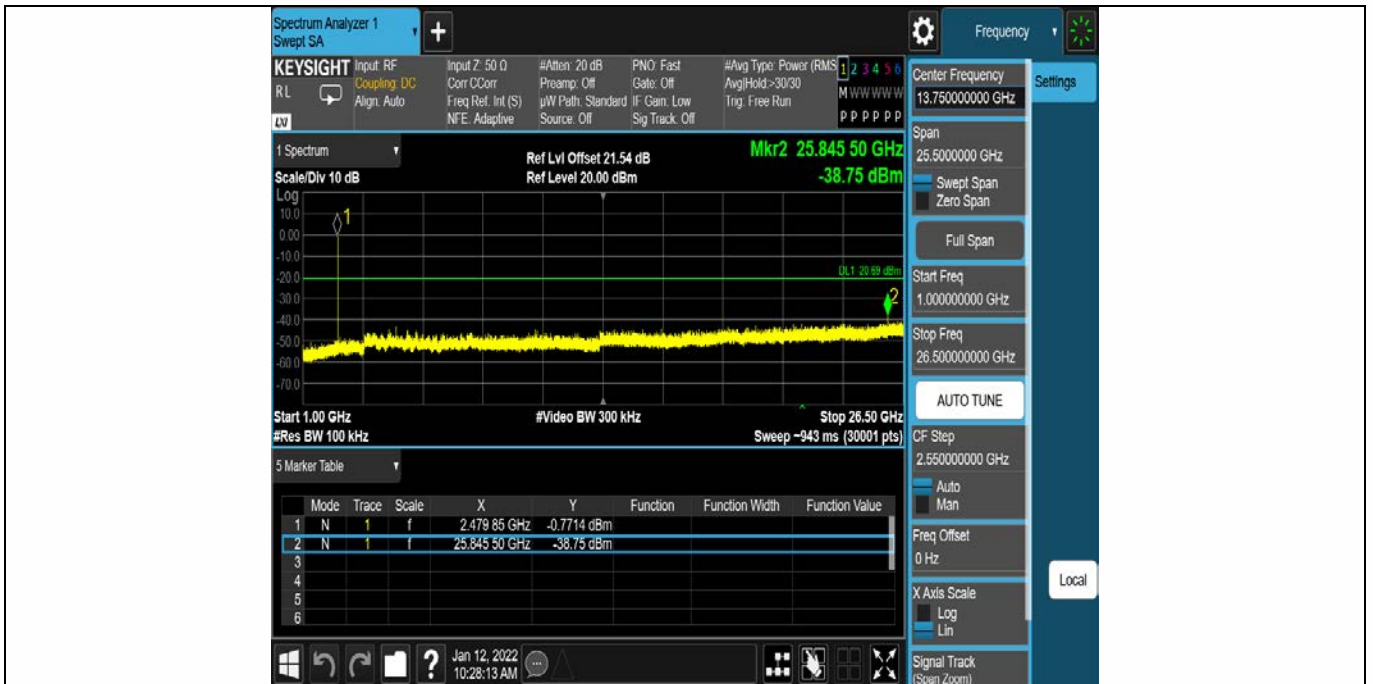 Spectrum Analyzer 1
Swept SA
+
Frequency
KEYSIGHT
RL
LXI
Input: RF
Coupling: DC
Align: Auto
Input Z: 50 Ω
Corr CCorr
Freq Ref: Int (S)
NFE: Adaptive
#Atten: 20 dB
Preamp: Off
µW Path: Standard
Source: Off
PNO: Fast
Gate: Off
IF Gain: Low
Sig Track: Off
#Avg Type: Power (RMS
Avg|Hold:>30/30
Trig: Free Run
1 2 3 4 5 6
M W W W W W
P P P P P P
1 Spectrum
Scale/Div 10 dB
Ref Lvl Offset 21.54 dB
Ref Level 20.00 dBm
Mkr2 25.845 50 GHz
-38.75 dBm
Log
10.0
0.00
-10.0
-20.0
-30.0
-40.0
-50.0
-60.0
-70.0
1
DL1 -20.69 dBm
2
Start 1.00 GHz
#Res BW 100 kHz
#Video BW 300 kHz
Stop 26.50 GHz
Sweep ~943 ms (30001 pts)
5 Marker Table
Mode Trace Scale X Y Function Function Width Function Value
1 N 1 f 2.479 85 GHz -0.7714 dBm
2 N 1 f 25.845 50 GHz -38.75 dBm
3
4
5
6
?
Jan 12, 2022
10:28:13 AM
Center Frequency
13.750000000 GHz
Settings
Span
25.5000000 GHz
Swept Span
Zero Span
Full Span
Start Freq
1.000000000 GHz
Stop Freq
26.500000000 GHz
AUTO TUNE
CF Step
2.550000000 GHz
Auto
Man
Freq Offset
0 Hz
X Axis Scale
Log
Lin
Signal Track
(Span Zoom)
Local